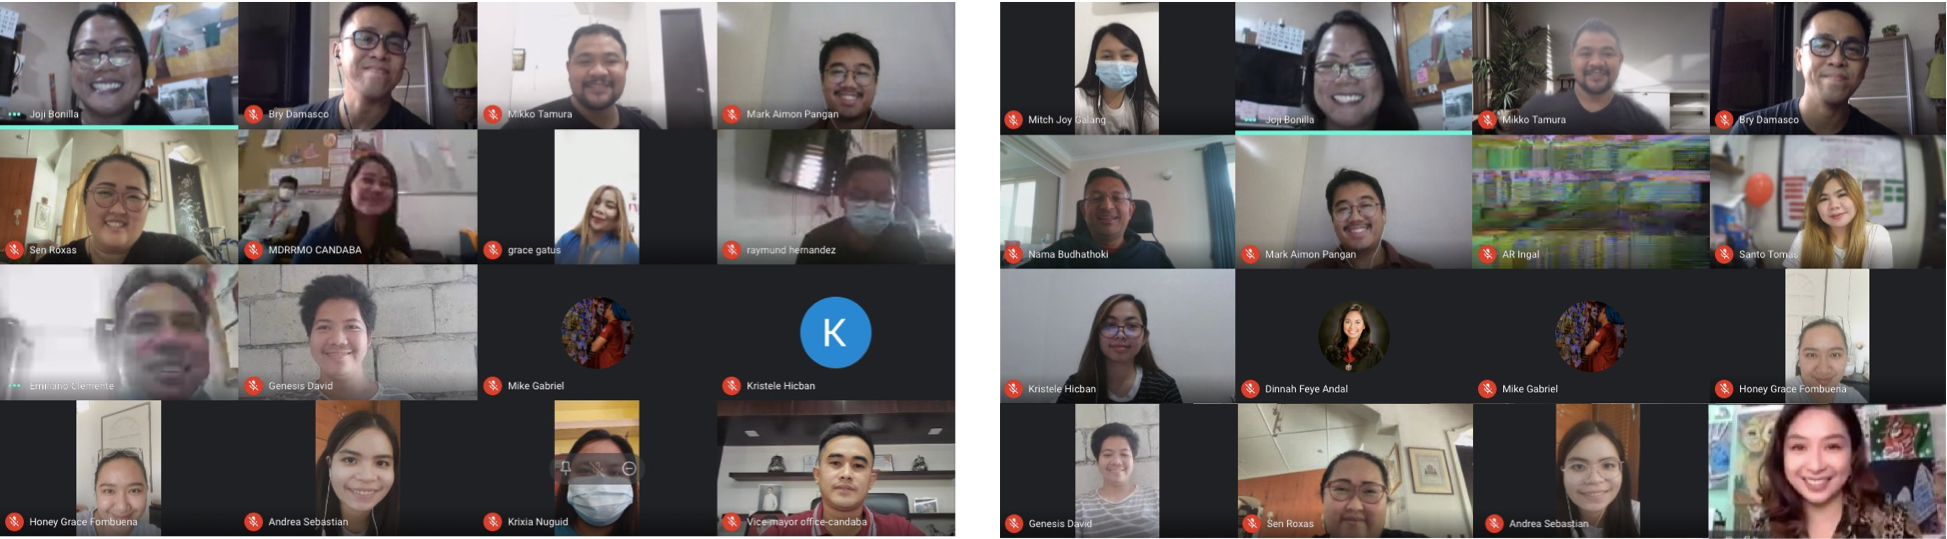 Joji Bonilla
Bry Damasco
Mikko Tamura
Mark Aimon Pangan
Sen Roxas
MDRRMO CANDABA
grace gatus
raymund hernandez
Emiliano Clemente
Genesis David
Mike Gabriel
K
Kristele Hicban
Honey Grace Fombuena
Andrea Sebastian
Krixia Nuguid
Vice-mayor office-candaba
Mitch Joy Galang
Joji Bonilla
Mikko Tamura
Bry Damasco
Nama Budhathoki
Mark Aimon Pangan
AR Ingal
Santo Tomas
Kristele Hicban
Dinnah Feye Andal
Mike Gabriel
Honey Grace Fombuena
Genesis David
Sen Roxas
Andrea Sebastian